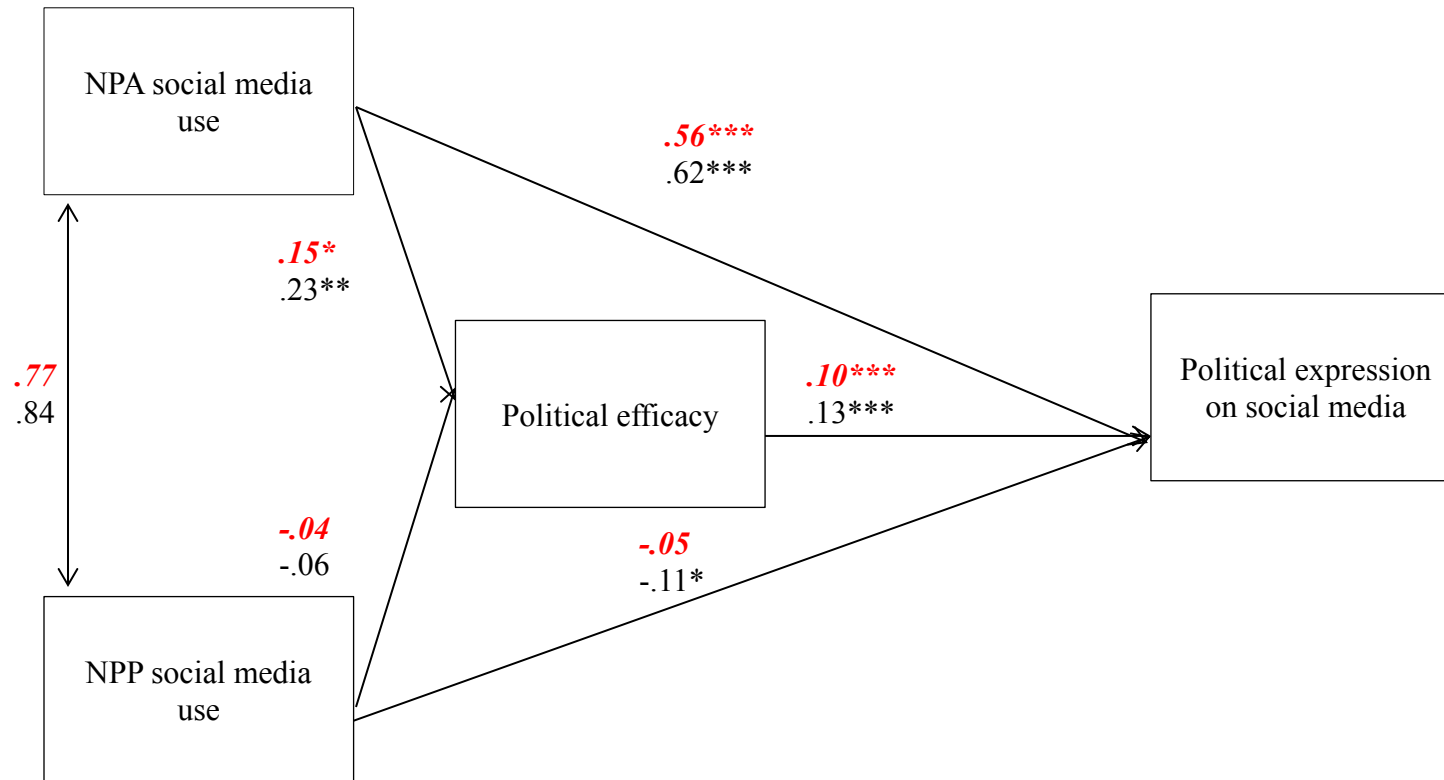 NPA social media
use
.56***
.62***
.15*
.23**
.77
.84
Political efficacy
.10***
.13***
Political expression
on social media
-.04
-.06
-.05
-.11*
NPP social media
use